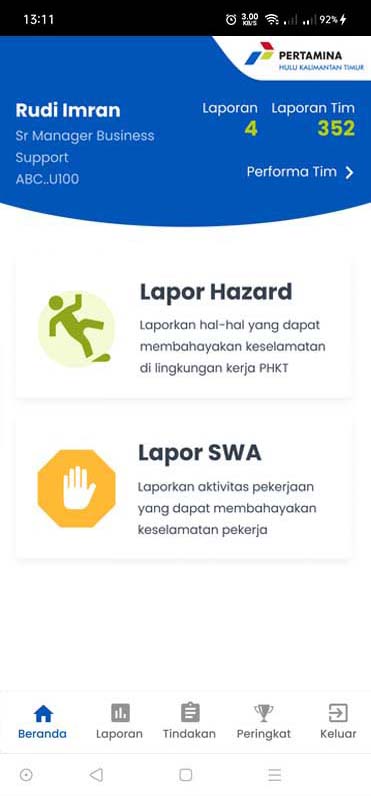 13:11
3.00
KB/S
92%
PERTAMINA
HULU KALIMANTAN TIMUR
Rudi Imran
Sr Manager Business
Support
ABC..U100
Laporan
4
Laporan Tim
352
Performa Tim
Lapor Hazard
Laporkan hal-hal yang dapat
membahayakan keselamatan
di lingkungan kerja PHKT
Lapor SWA
Laporkan aktivitas pekerjaan
yang dapat membahayakan
keselamatan pekerja
Beranda
Laporan
Tindakan
Peringkat
Keluar